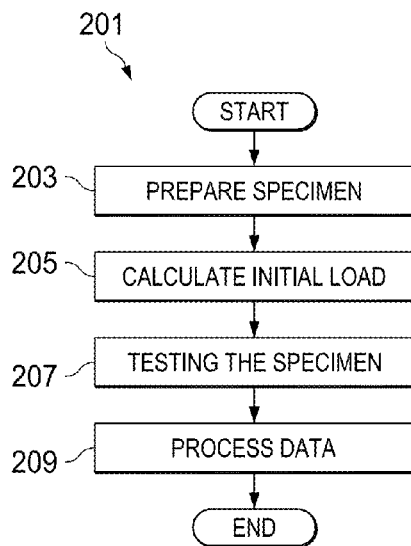 201
START
203
PREPARE SPECIMEN
205
CALCULATE INITIAL LOAD
207
TESTING THE SPECIMEN
209
PROCESS DATA
END